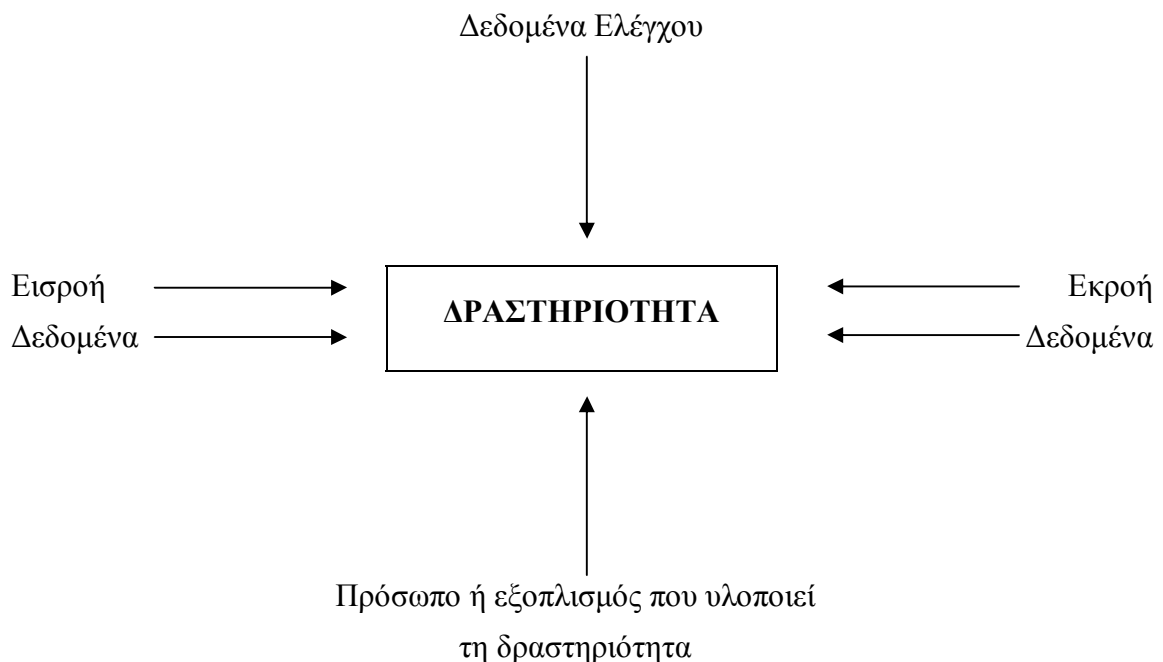 Δεδομένα Ελέγχου
Εισροή
Δεδομένα
ΔΡΑΣΤΗΡΙΟΤΗΤΑ
Εκροή
Δεδομένα
Πρόσωπο ή εξοπλισμός που υλοποιεί
τη δραστηριότητα